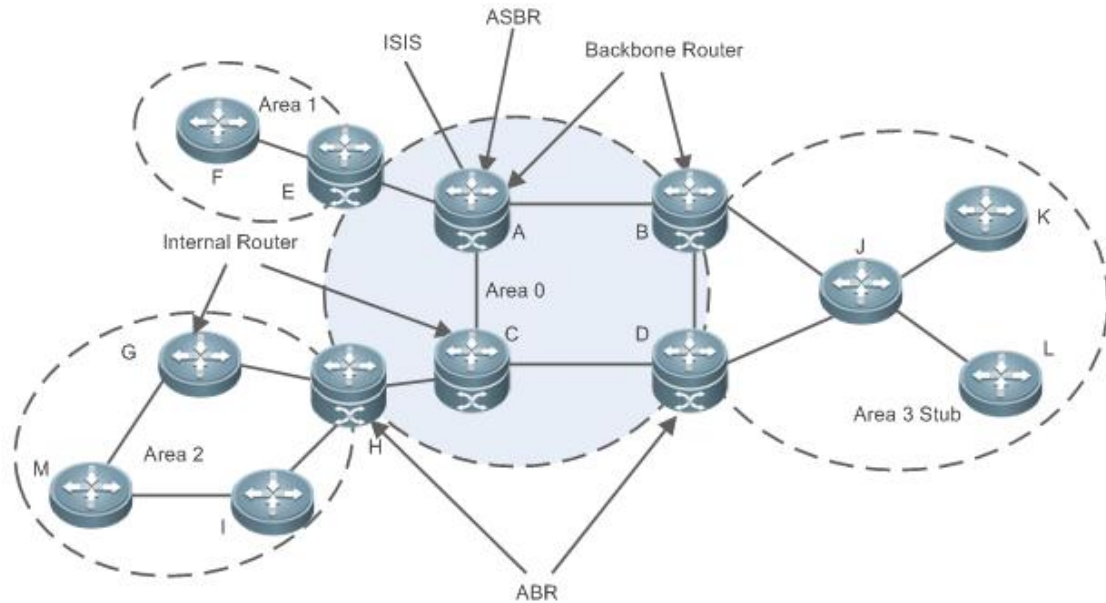 ASBR
ISIS
Backbone Router
Area 1
F
E
A
B
K
J
Internal Router
Area 0
G
C
D
L
Area 3 Stub
H
M
Area 2
I
ABR